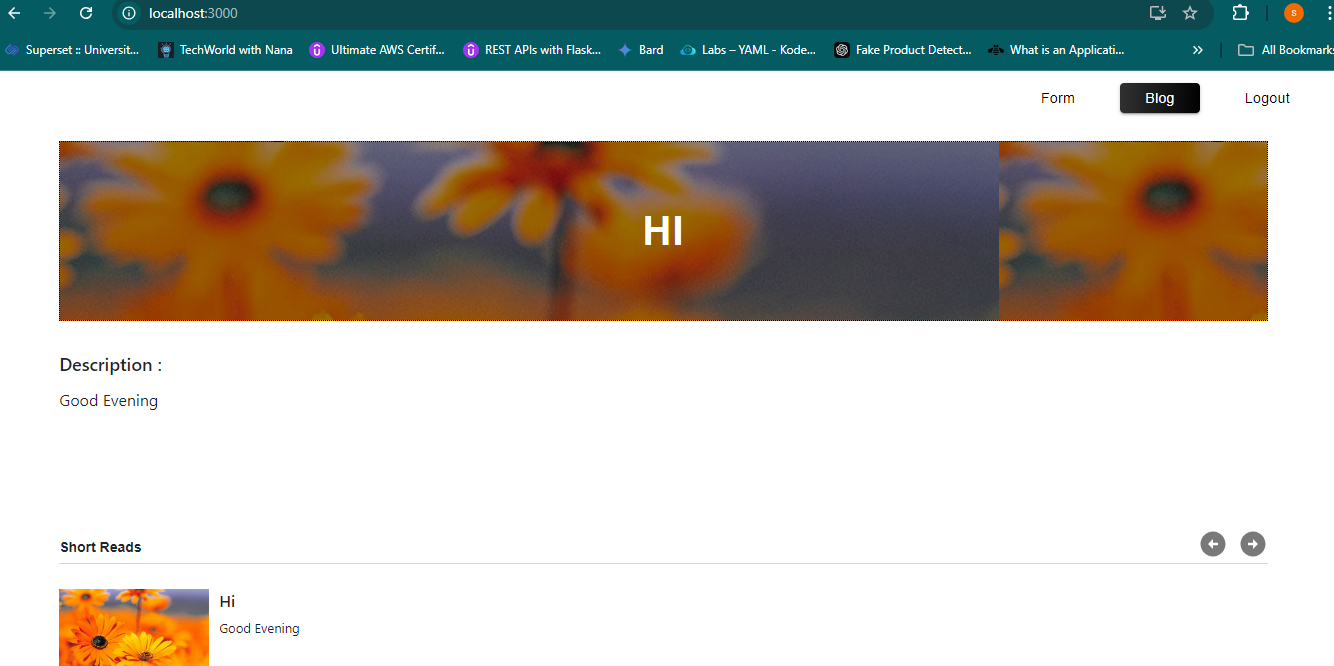 localhost:3000
S
Superset :: Universit... TechWorld with Nana Ultimate AWS Certif... REST APIs with Flask... Bard Labs – YAML - Kode... Fake Product Detect... What is an Applicati... » All Bookmarks
Form Blog Logout
HI
Description :
Good Evening
Short Reads
Hi
Good Evening